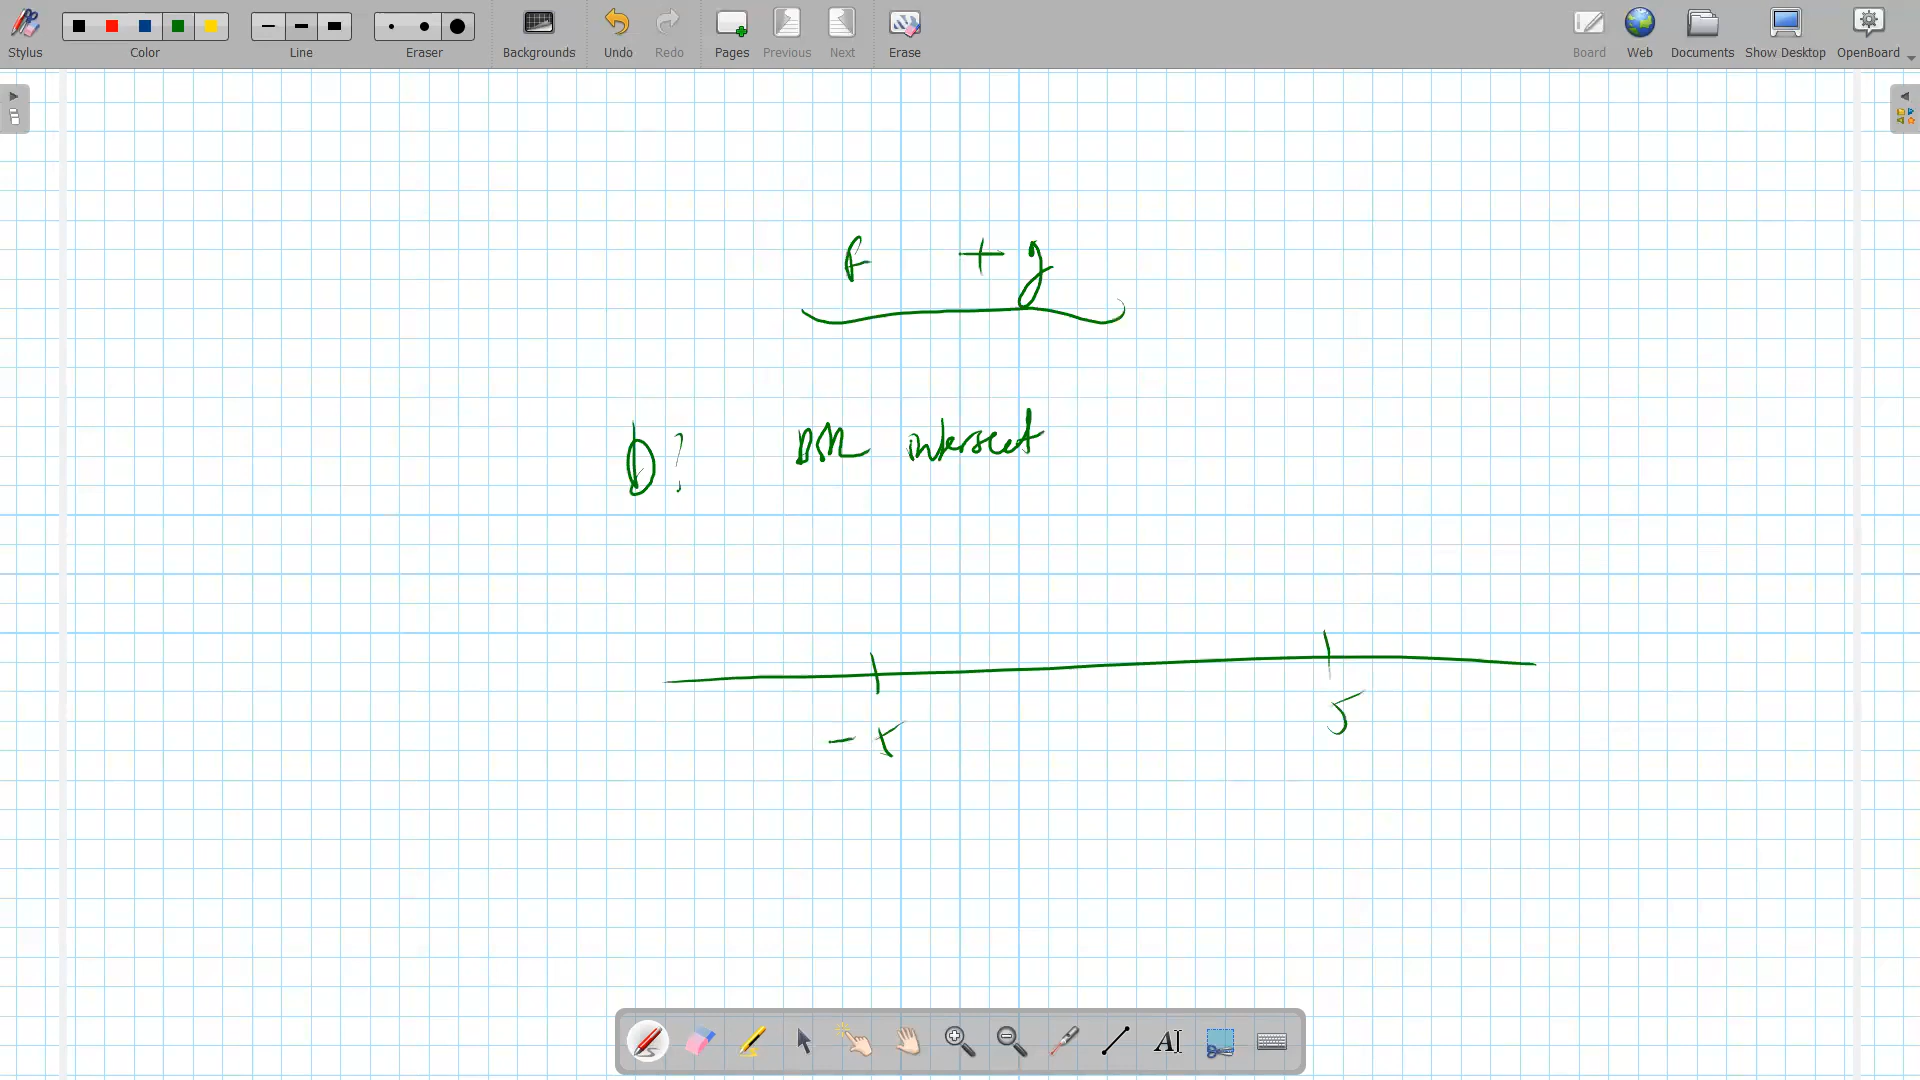 Stylus Color Line Eraser Backgrounds Undo Redo Pages Previous Next Erase Board Web Documents Show Desktop OpenBoard
f + g
D? intersect
-5 5